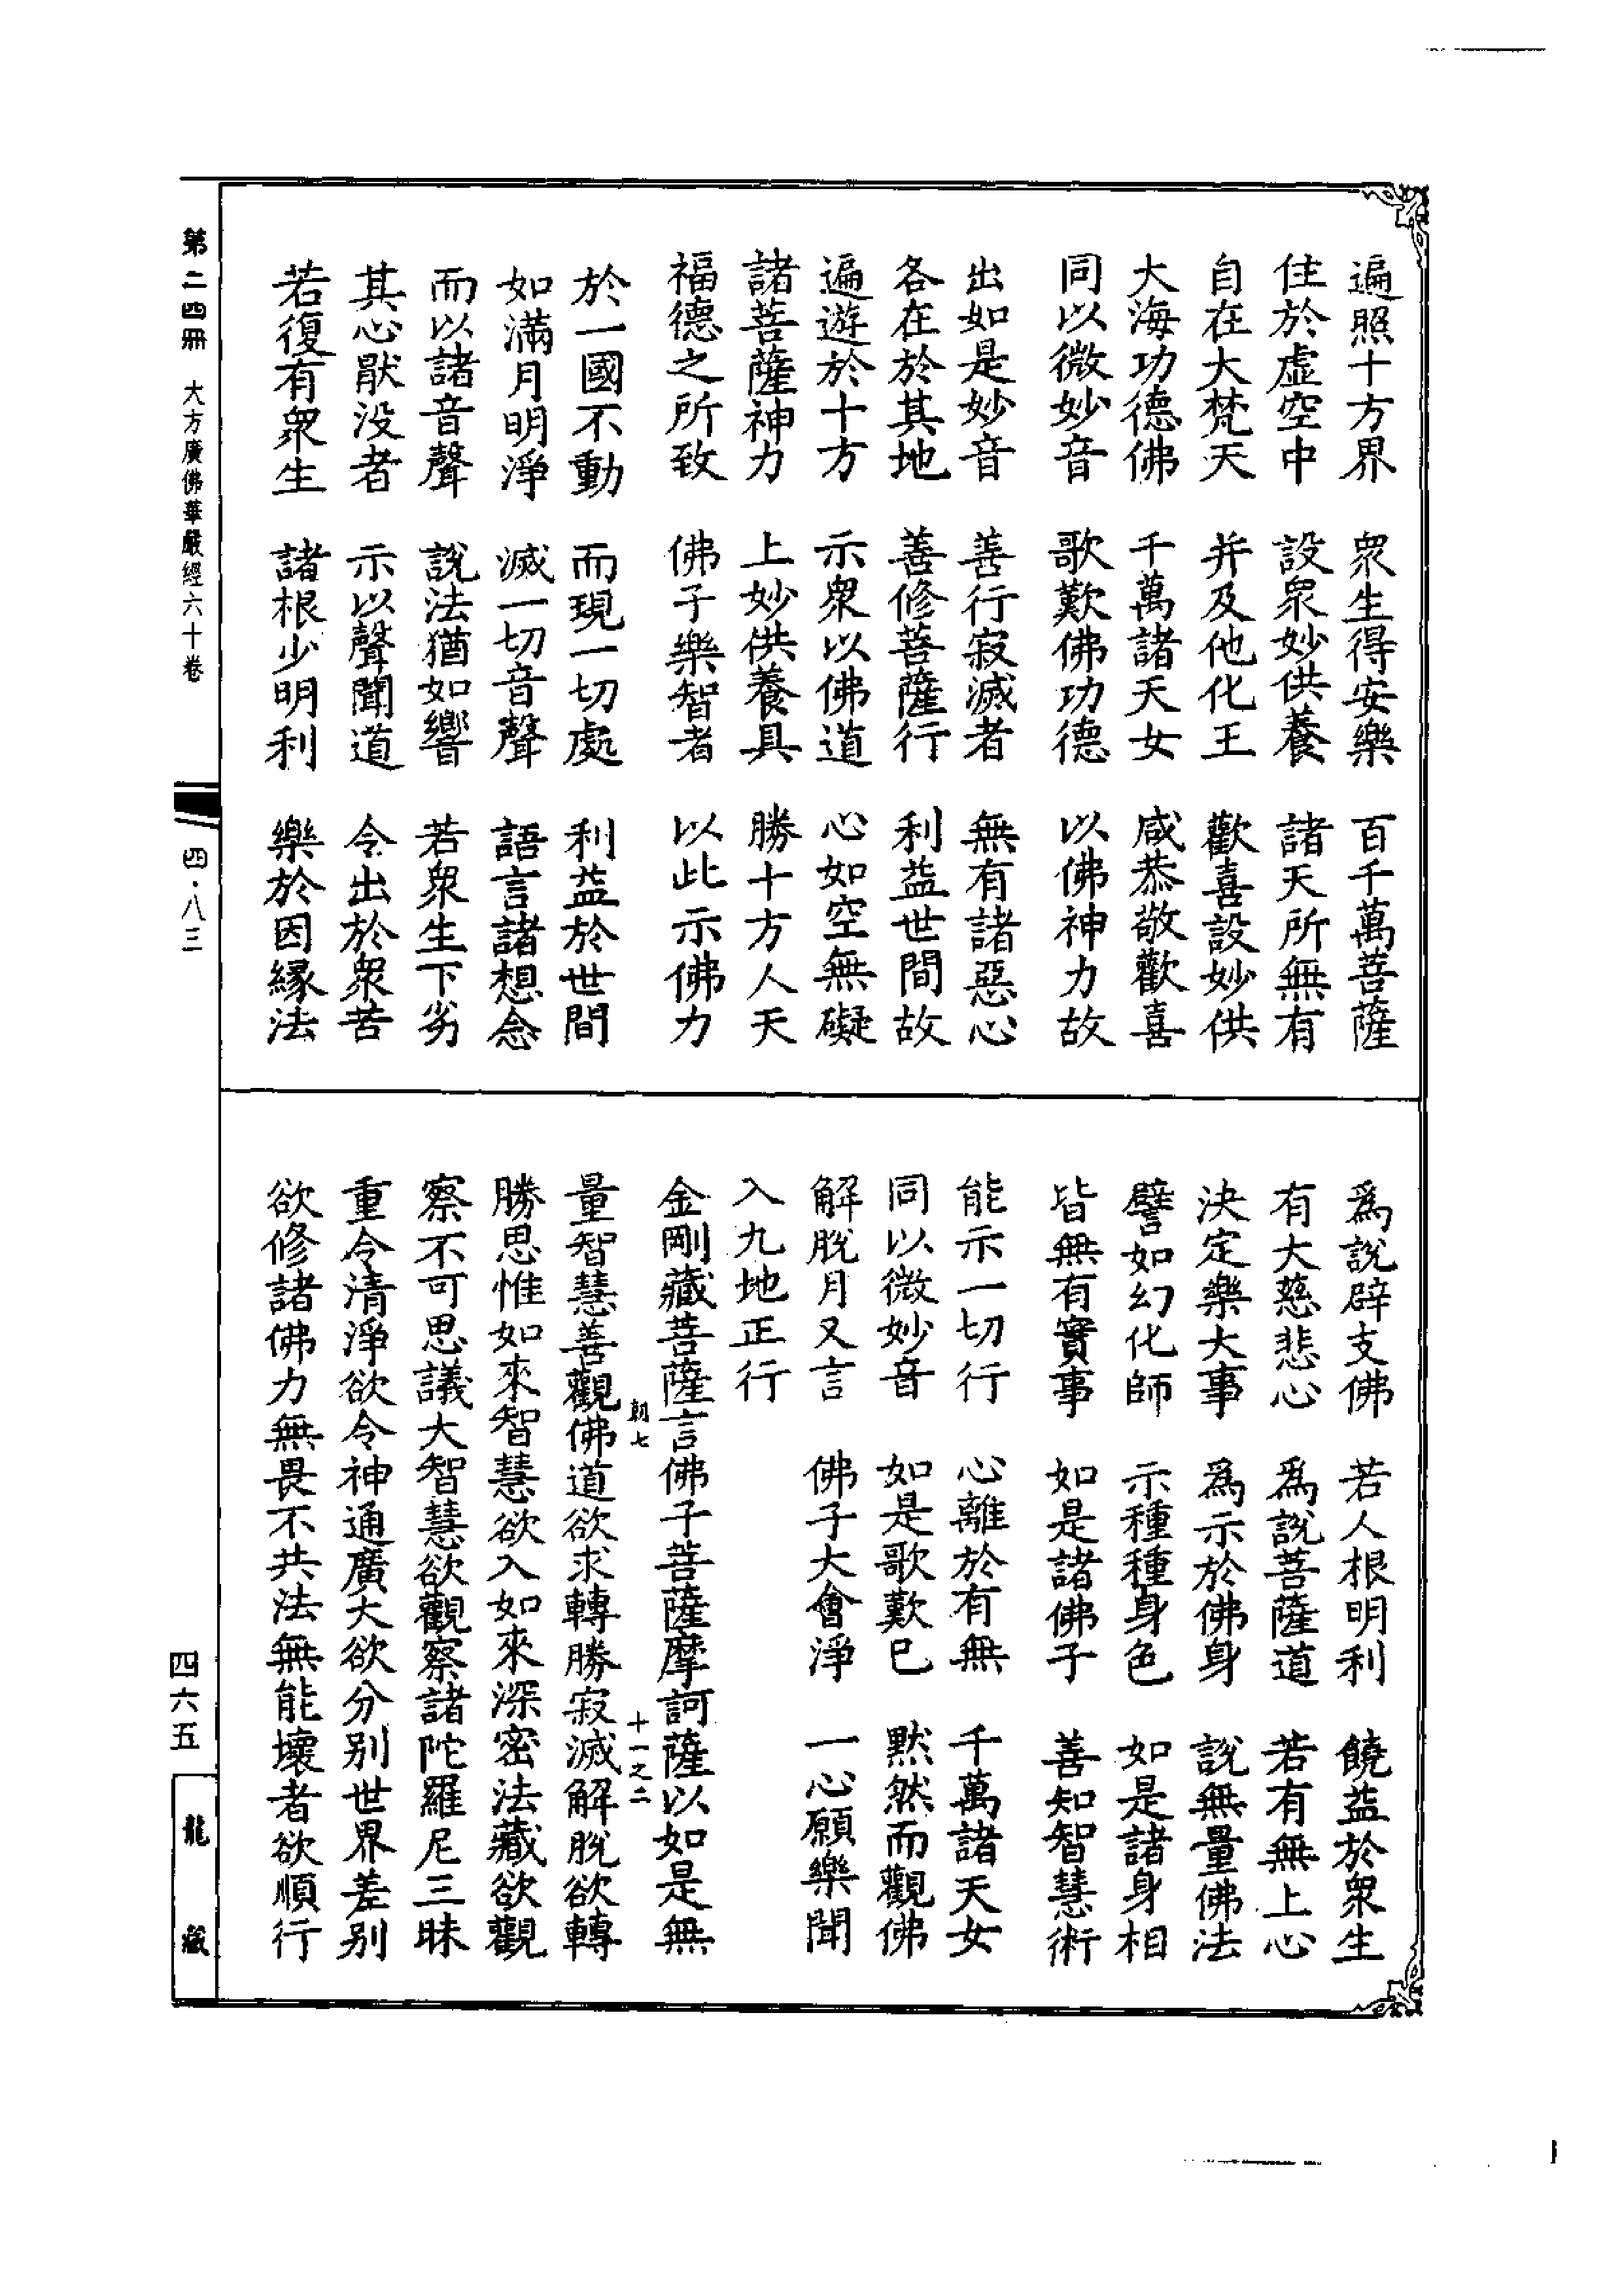 遍照十方界　衆生得安樂　百千萬菩薩
住於虛空中　設衆妙供養　諸天所無有
自在大梵天　并及他化王　歡喜設妙供
大海功德佛　千萬諸天女　咸恭敬歡喜
同以微妙音　歌歎佛功德　以佛神力故
出如是妙音　善行寂滅者　無有諸惡心
各在於其地　善修菩薩行　利益世間故
遍遊於十方　示衆以佛道　心如空無礙
諸菩薩神力　上妙供養具　勝十方人天
福德之所致　佛子樂智者　以此示佛力
於一國不動　而現一切處　利益於世間
如滿月明淨　滅一切音聲　語言諸想念
而以諸音聲　說法猶如響　若衆生下劣
其心厭没者　示以聲聞道　令出於衆苦
若復有衆生　諸根少明利　樂於因緣法
爲說辟支佛　若人根明利　饒益於衆生
有大慈悲心　爲說菩薩道　若有無上心
決定樂大事　爲示於佛身　說無量佛法
譬如幻化師　示種種身色　如是諸身相
皆無有實事　如是諸佛子　善知智慧術
能示一切行　心離於有無　千萬諸天女
同以微妙音　如是歌歎已　默然而觀佛
解脫月又言　佛子大會淨　一心願樂聞
入九地正行
金剛藏菩薩言佛子菩薩摩訶薩以如是無
朝七　十一之二
量智慧善觀佛道欲求轉勝寂滅解脫欲轉
勝思惟如來智慧欲入如來深密法藏欲觀
察不可思議大智慧欲觀察諸陀羅尼三昧
重令清淨欲令神通廣大欲分別世界差別
欲修諸佛力無畏不共法無能壞者欲順行
第二四冊　大方廣佛華嚴經六十卷　四·八三
四六五
龍藏